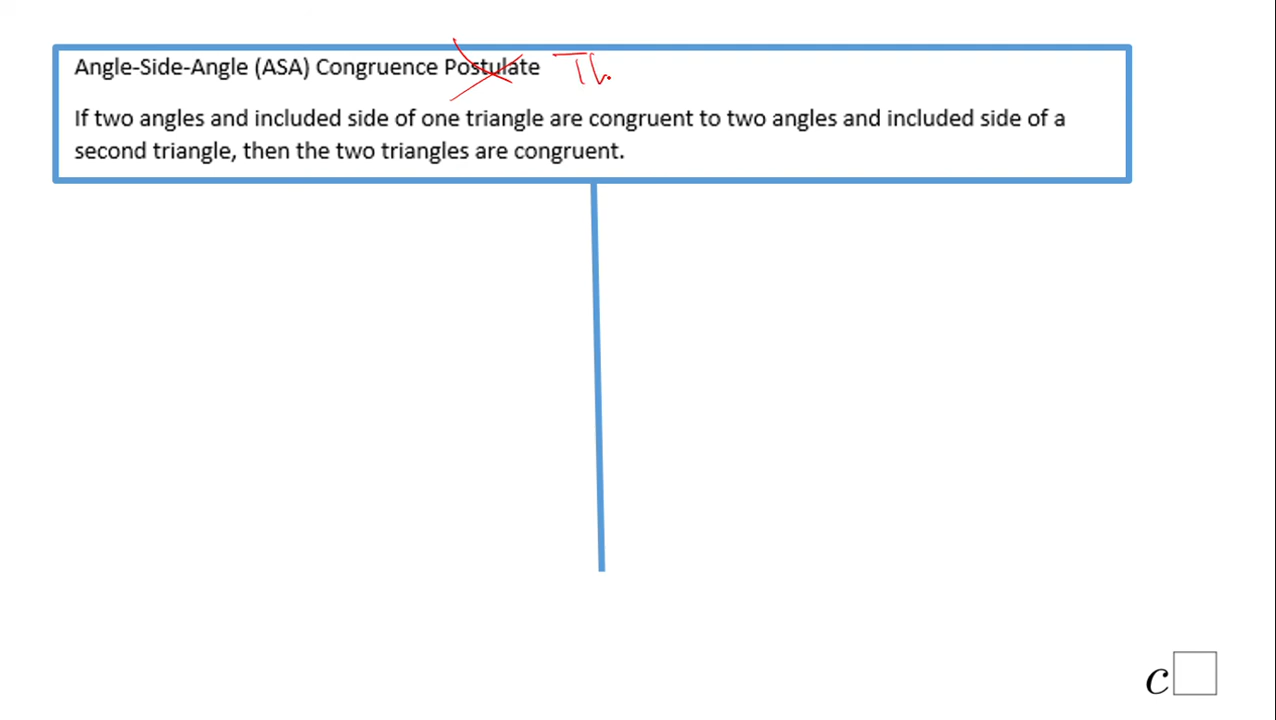 Angle-Side-Angle (ASA) Congruence Postulate Th.
If two angles and included side of one triangle are congruent to two angles and included side of a
second triangle, then the two triangles are congruent.
c